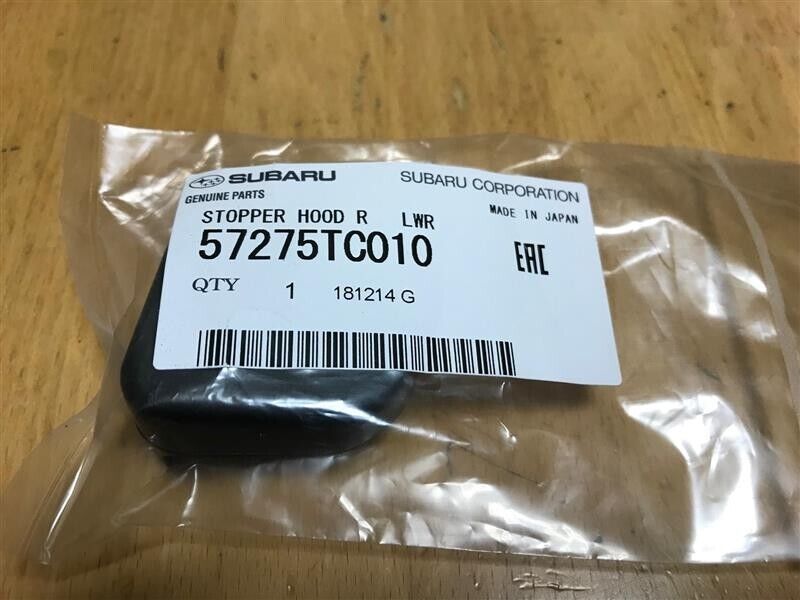 SUBARU SUBARU CORPORATION
GENUINE PARTS
STOPPER HOOD R LWR MADE IN JAPAN
57275TC010 EAC
QTY 1 181214 G